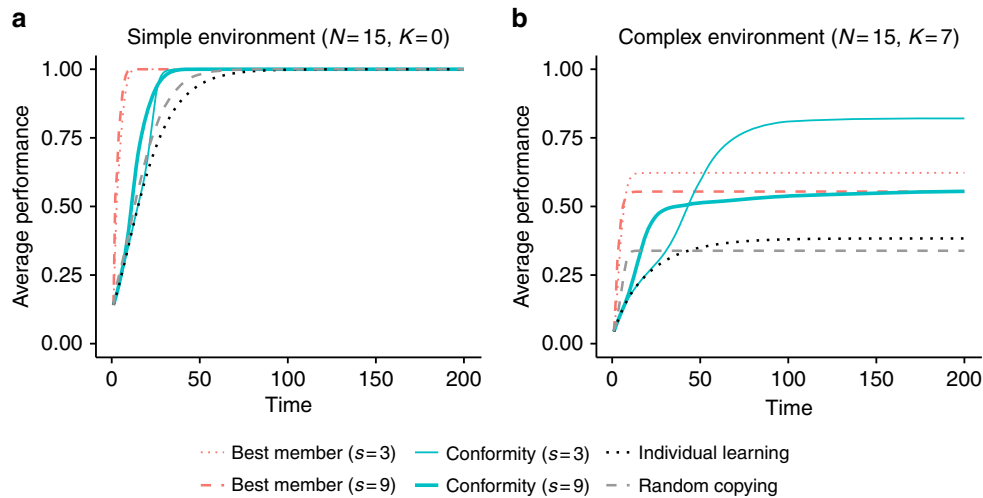 a
Simple environment (N=15, K=0)
Average performance
1.00
0.75
0.50
0.25
0.00
0 50 100 150 200
Time
b
Complex environment (N=15, K=7)
Average performance
1.00
0.75
0.50
0.25
0.00
0 50 100 150 200
Time
Best member (s=3) Conformity (s=3) Individual learning
Best member (s=9) Conformity (s=9) Random copying